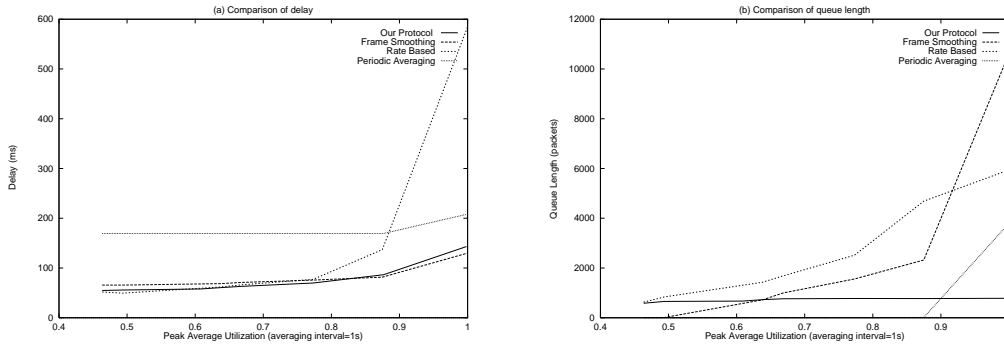 (a) Comparison of delay
600
500
400
300
200
100
0
Delay (ms)
Our Protocol
Frame Smoothing
Rate Based
Periodic Averaging
0.4
0.5
0.6
0.7
0.8
0.9
1
Peak Average Utilization (averaging interval=1s)
(b) Comparison of queue length
12000
10000
8000
6000
4000
2000
0
Queue Length (packets)
Our Protocol
Frame Smoothing
Rate Based
Periodic Averaging
0.4
0.5
0.6
0.7
0.8
0.9
Peak Average Utilization (averaging interval=1s)